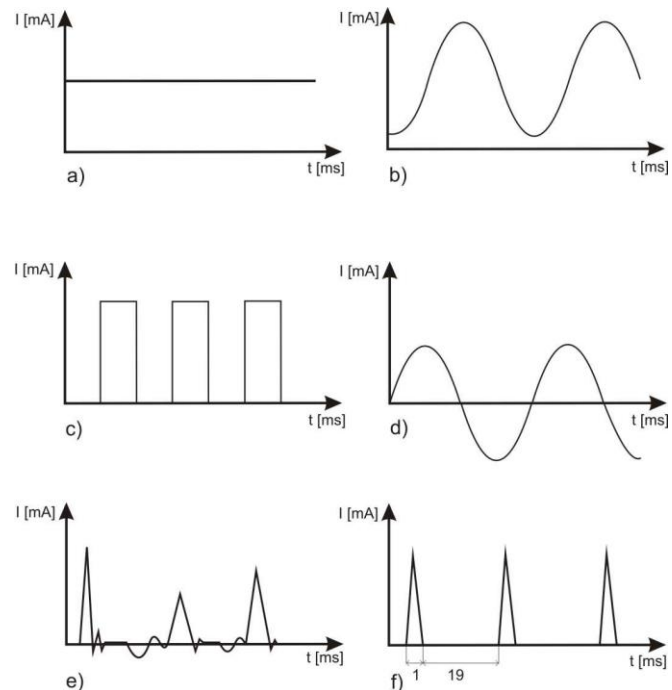 I [mA]
t [ms]
a)
I [mA]
t [ms]
b)
I [mA]
t [ms]
c)
I [mA]
t [ms]
d)
I [mA]
t [ms]
e)
I [mA]
1 19
t [ms]
f)